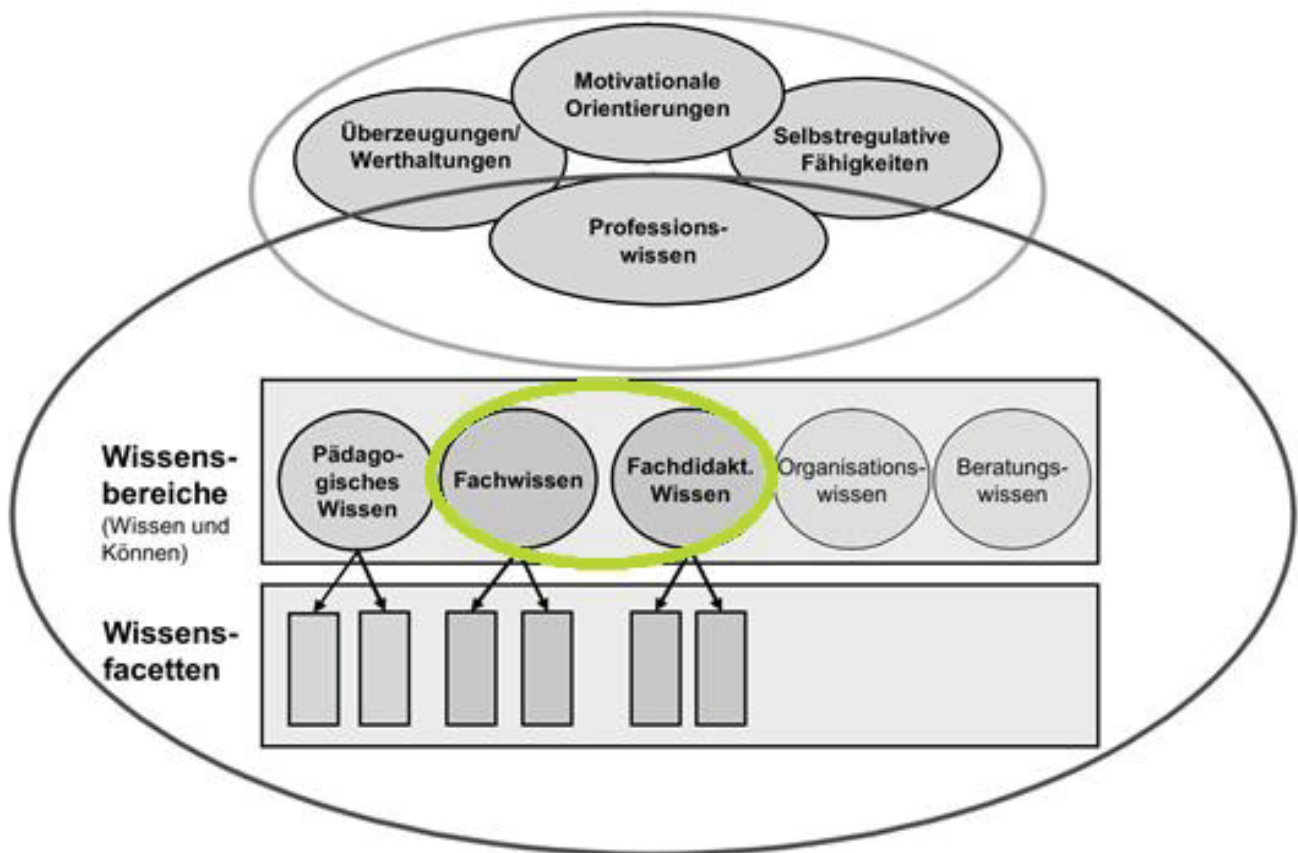 Motivationale
Orientierungen
Überzeugungen/
Werthaltungen
Selbstregulative
Fähigkeiten
Professions-
wissen
Wissens-
bereiche
(Wissen und
Können)
Pädago-
gisches
Wissen
Fachwissen
Fachdidakt.
Wissen
Organisations-
wissen
Beratungs-
wissen
Wissens-
facetten